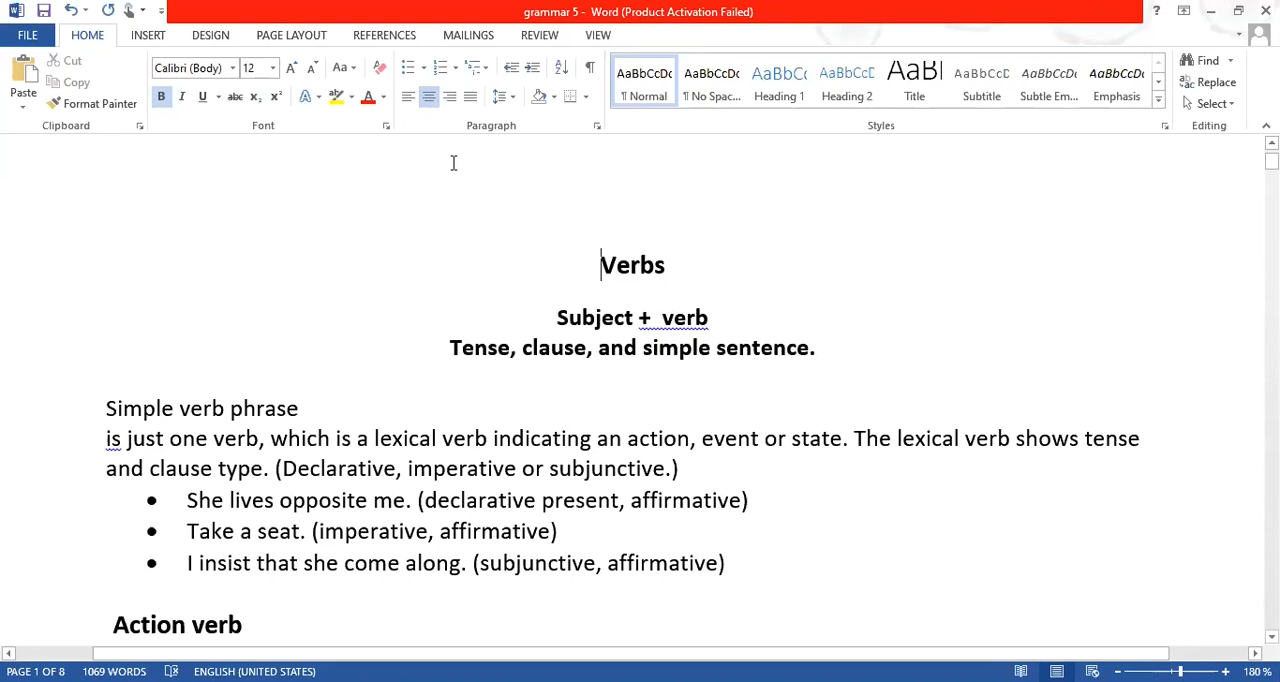 grammar 5 - Word (Product Activation Failed)
FILE HOME INSERT DESIGN PAGE LAYOUT REFERENCES MAILINGS REVIEW VIEW
Paste Cut Copy Format Painter
Calibri (Body) 12
AaBbCcDc AaBbCcDc AaBbCc AaBbCcD AaBl AaBbCcD AaBbCcDc AaBbCcDc
¶ Normal ¶ No Spac... Heading 1 Heading 2 Title Subtitle Subtle Em... Emphasis
Find Replace Select
Clipboard Font Paragraph Styles Editing
Verbs
Subject + verb
Tense, clause, and simple sentence.
Simple verb phrase
is just one verb, which is a lexical verb indicating an action, event or state. The lexical verb shows tense
and clause type. (Declarative, imperative or subjunctive.)
• She lives opposite me. (declarative present, affirmative)
• Take a seat. (imperative, affirmative)
• I insist that she come along. (subjunctive, affirmative)
Action verb
PAGE 1 OF 8 1069 WORDS ENGLISH (UNITED STATES) 180 %